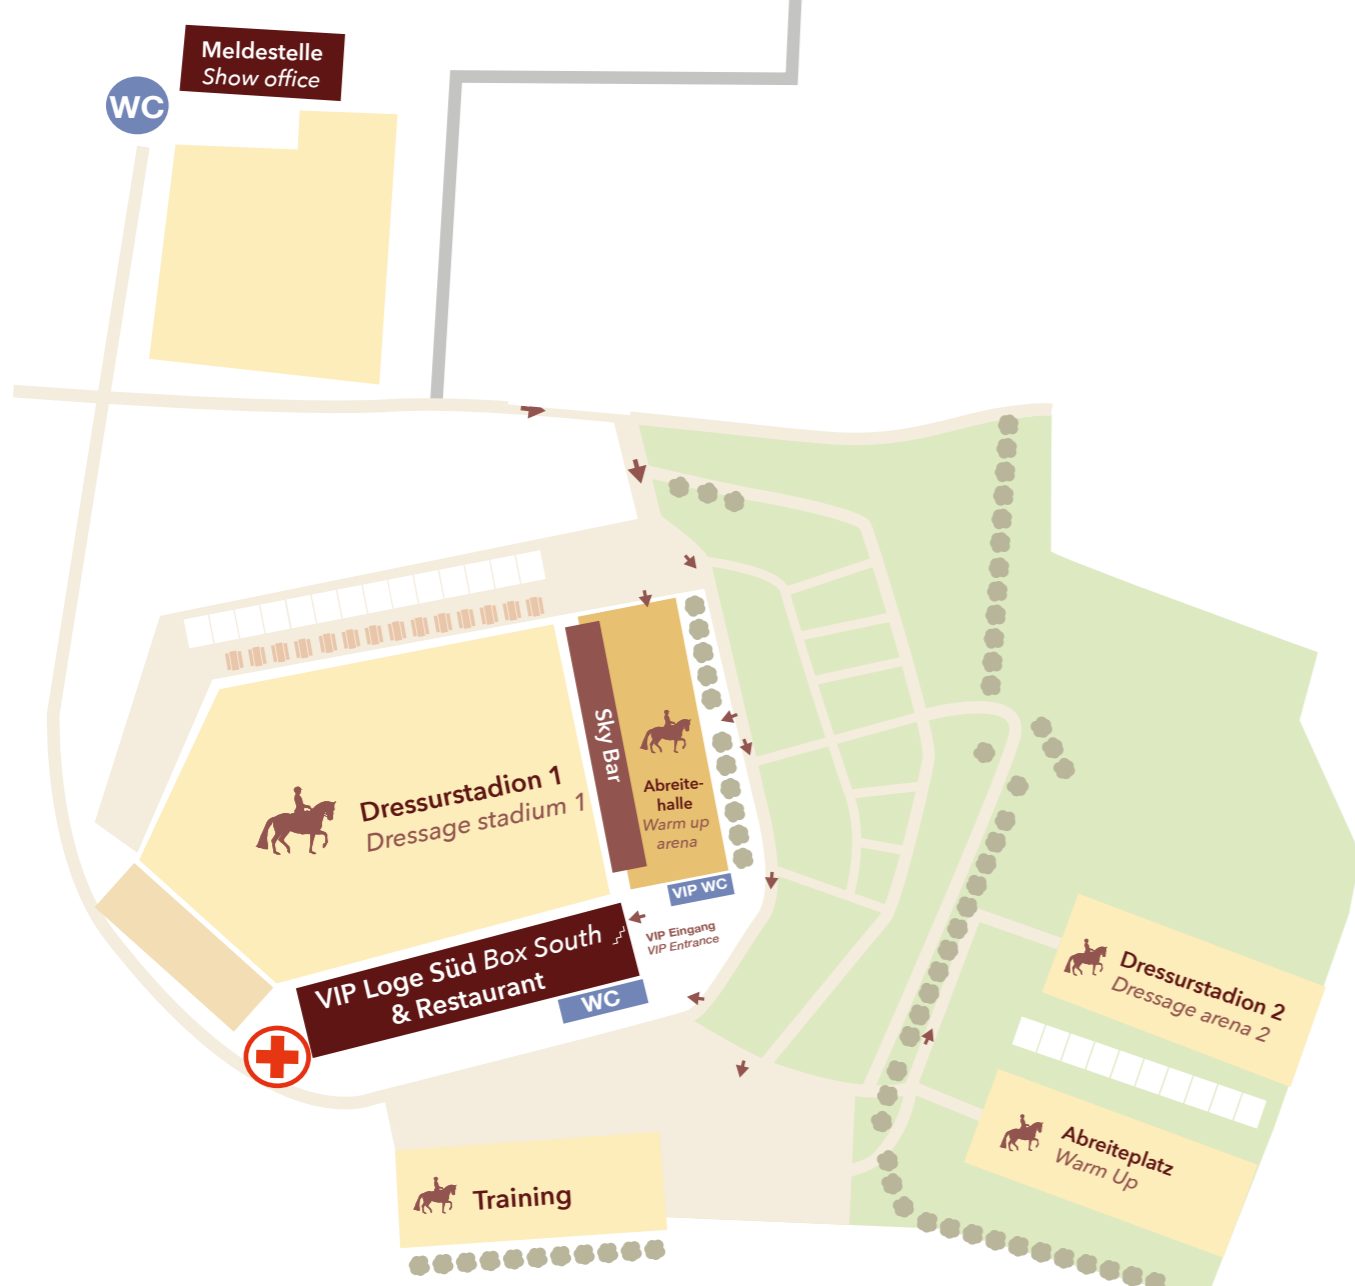 Meldestelle
Show office
WC
Sky Bar
Abreite-
halle
Warm up
arena
Dressurstadion 1
Dressage stadium 1
VIP WC
VIP Eingang
VIP Entrance
VIP Loge Süd Box South
& Restaurant
WC
Dressurstadion 2
Dressage arena 2
Abreiteplatz
Warm Up
Training